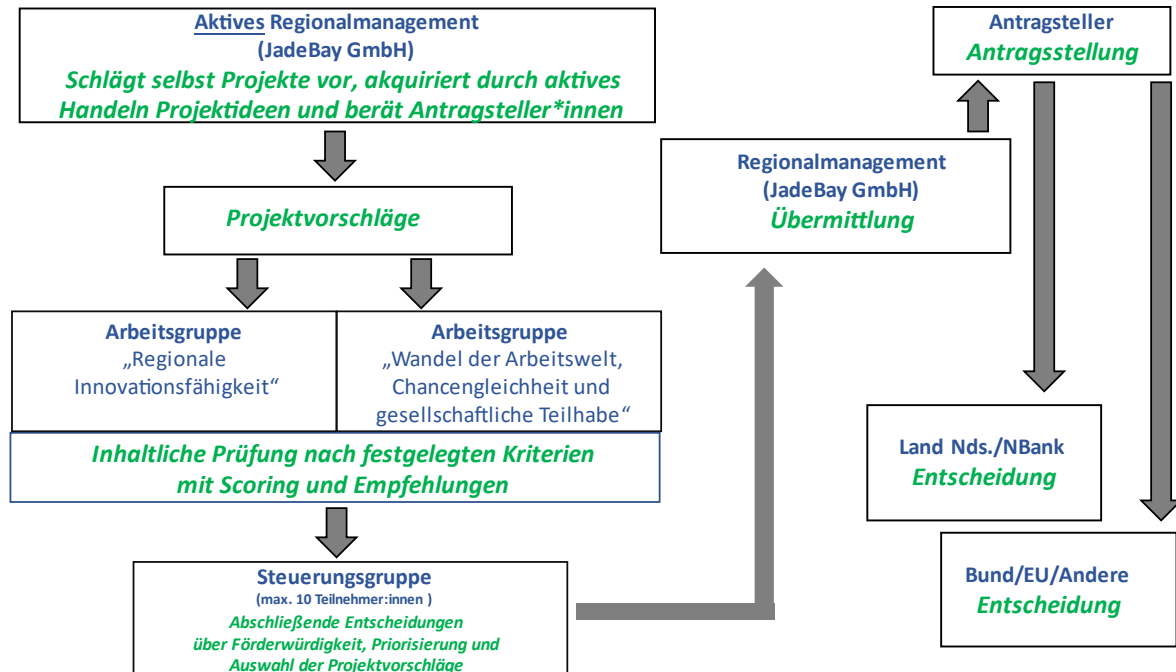 Aktives Regionalmanagement
(JadeBay GmbH)
Schlägt selbst Projekte vor, akquiriert durch aktives
Handeln Projektideen und berät Antragsteller*innen
Projektvorschläge
Arbeitsgruppe
„Regionale
Innovationsfähigkeit“
Arbeitsgruppe
„Wandel der Arbeitswelt,
Chancengleichheit und
gesellschaftliche Teilhabe“
Inhaltliche Prüfung nach festgelegten Kriterien
mit Scoring und Empfehlungen
Steuerungsgruppe
(max. 10 Teilnehmer:innen )
Abschließende Entscheidungen
über Förderwürdigkeit, Priorisierung und
Auswahl der Projektvorschläge
Regionalmanagement
(JadeBay GmbH)
Übermittlung
Antragsteller
Antragsstellung
Land Nds./NBank
Entscheidung
Bund/EU/Andere
Entscheidung